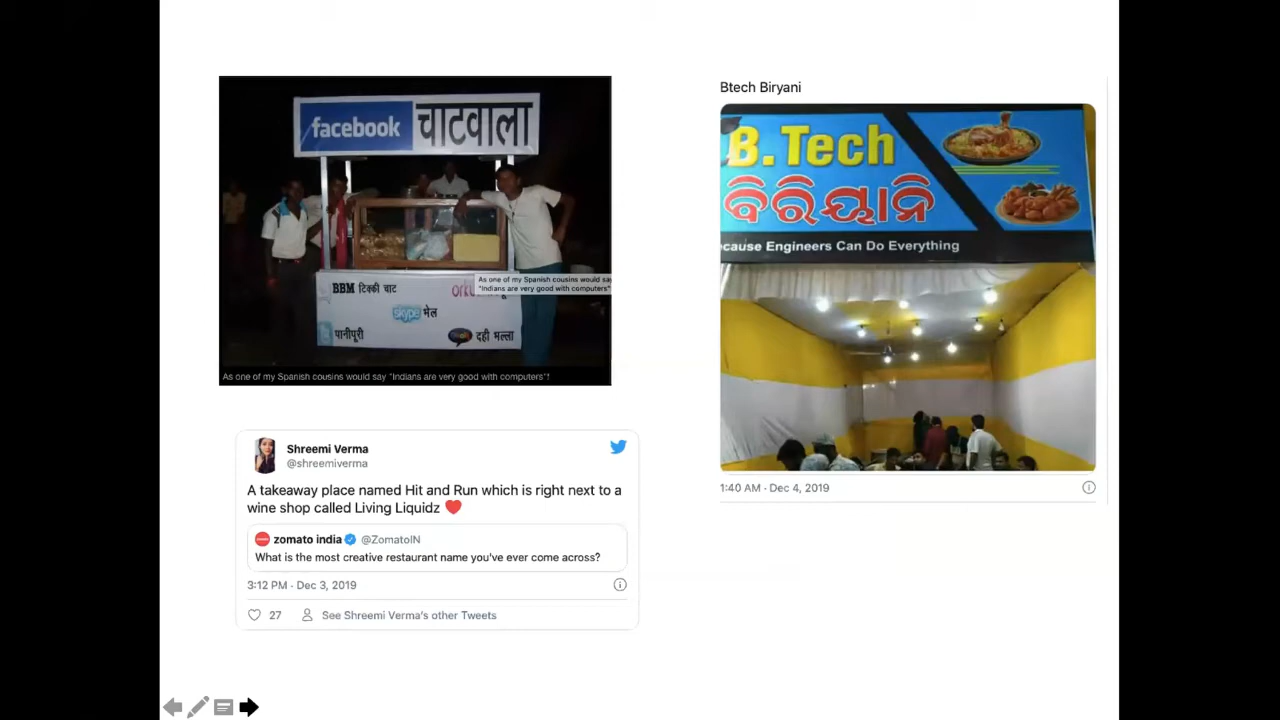 facebook चाटवाला
BBM टिक्की चाट
skype भेल
पानीपूरी
दही भल्ला
As one of my Spanish cousins would say
"Indians are very good with computers"
As one of my Spanish cousins would say "Indians are very good with computers"!
Shreemi Verma
@shreemiverma
A takeaway place named Hit and Run which is right next to a
wine shop called Living Liquidz
zomato india @ZomatoIN
What is the most creative restaurant name you've ever come across?
3:12 PM · Dec 3, 2019
27 See Shreemi Verma's other Tweets
Btech Biryani
B.Tech
ବିରିୟାନି
Engineers Can Do Everything
1:40 AM · Dec 4, 2019